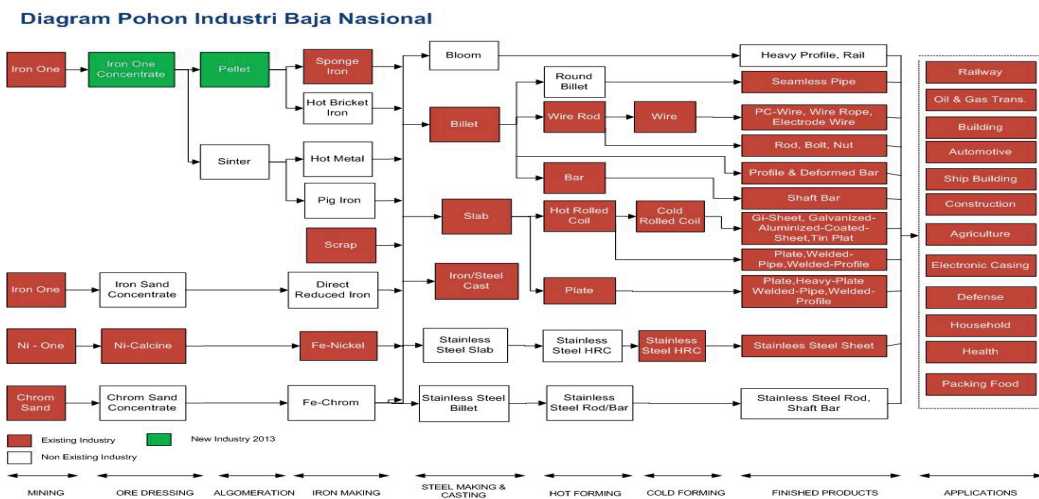 Diagram Pohon Industri Baja Nasional
Iron One
Iron One
Concentrate
Pellet
Sponge
Iron
Hot Bricket
Iron
Sinter
Hot Metal
Pig Iron
Scrap
Iron One
Iron Sand
Concentrate
Direct
Reduced Iron
Ni - One
Ni-Calcine
Fe-Nickel
Chrom
Sand
Chrom Sand
Concentrate
Fe-Chrom
Bloom
Billet
Slab
Iron/Steel
Cast
Stainless
Steel Slab
Stainless Steel
Billet
Round
Billet
Wire Rod
Bar
Hot Rolled
Coil
Plate
Stainless
Steel HRC
Stainless
Steel Rod/Bar
Wire
Cold
Rolled Coil
Stainless
Steel HRC
Heavy Profile, Rail
Seamless Pipe
PC-Wire, Wire Rope,
Electrode Wire
Rod, Bolt, Nut
Profile & Deformed Bar
Shaft Bar
Gi-Sheet, Galvanized-
Aluminized-Coated-
Sheet,Tin Plat
Plate,Welded-
Pipe,Welded-Profile
Plate,Heavy-Plate
Welded-Pipe,Welded-
Profile
Stainlees Steel Sheet
Stainless Steel Rod,
Shaft Bar
Railway
Oil & Gas Trans.
Building
Automotive
Ship Building
Construction
Agriculture
Electronic Casing
Defense
Household
Health
Packing Food
Existing Industry
New Industry 2013
Non Existing Industry
MINING
ORE DRESSING
ALGOMERATION
IRON MAKING
STEEL MAKING &
CASTING
HOT FORMING
COLD FORMING
FINISHED PRODUCTS
APPLICATIONS